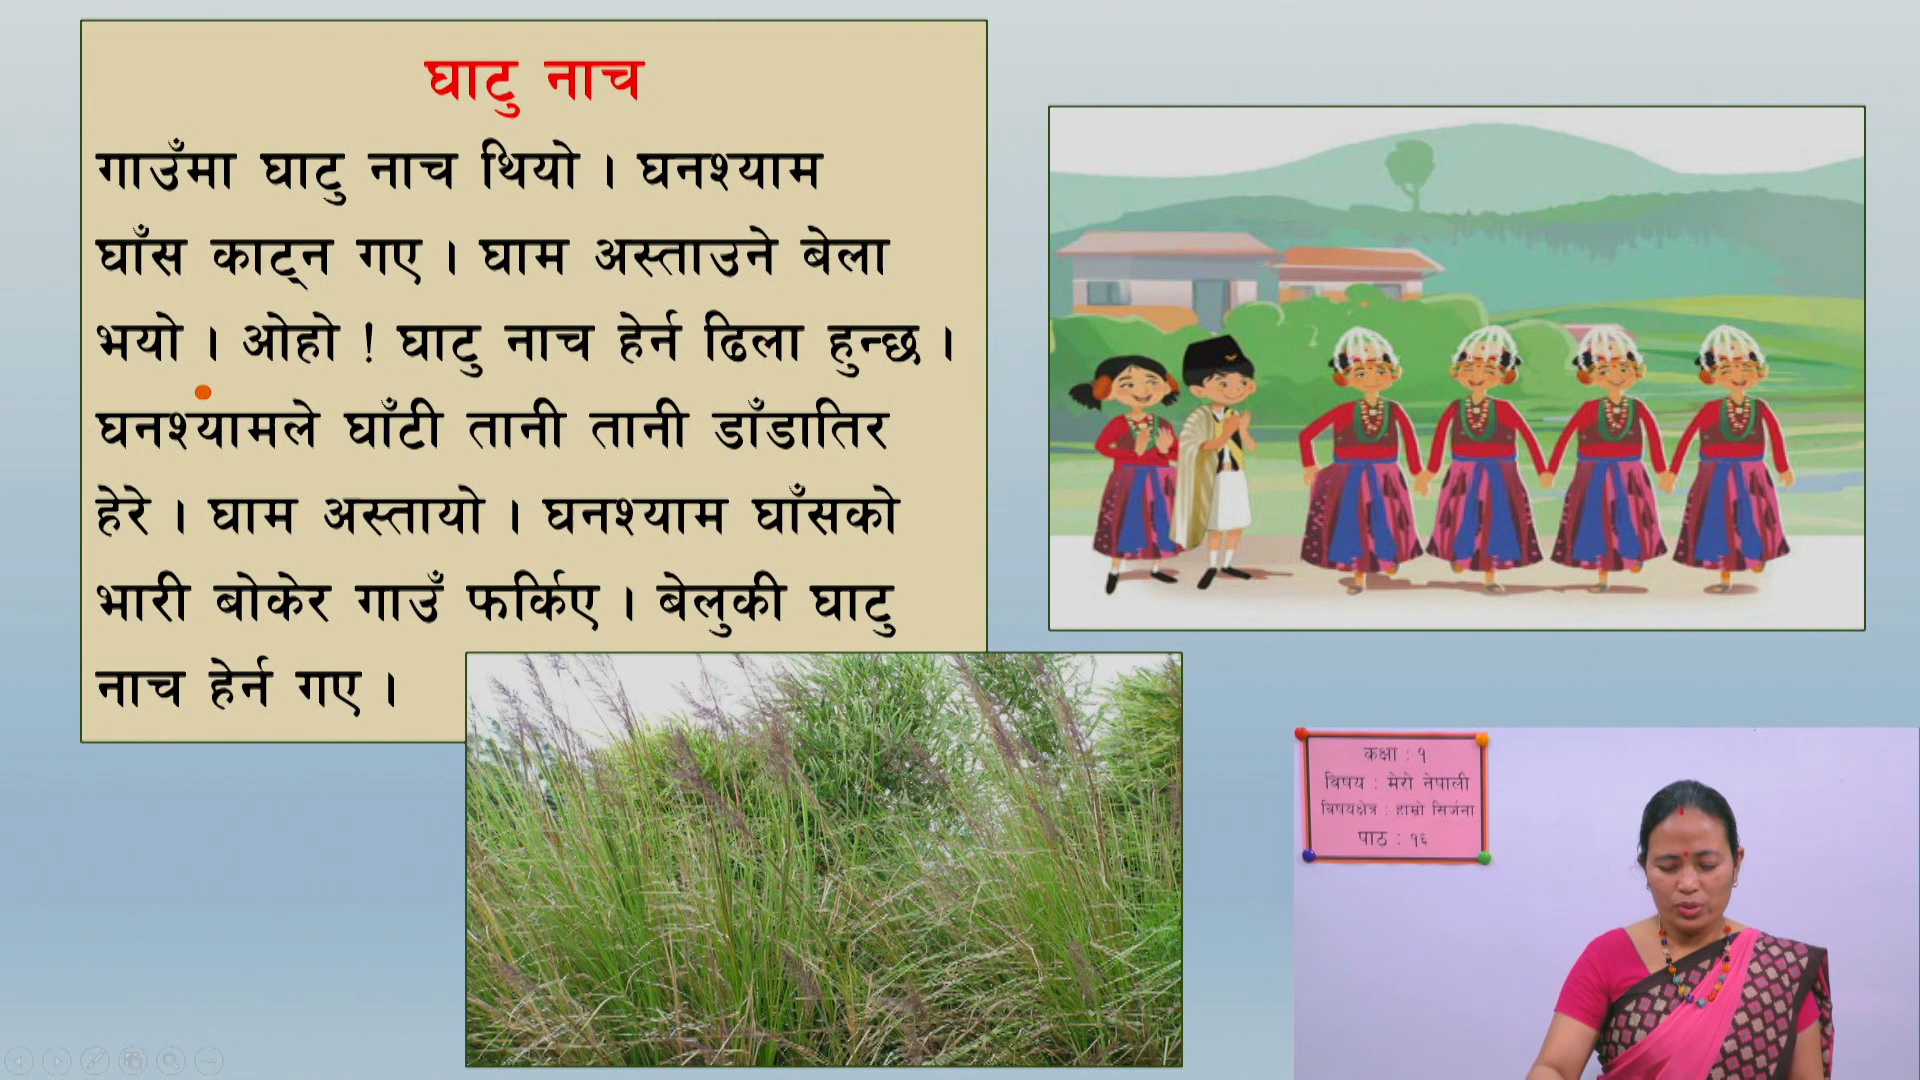 घाटु नाच
गाउँमा घाटु नाच थियो । घनश्याम
घाँस काट्न गए । घाम अस्ताउने बेला
भयो । ओहो ! घाटु नाच हेर्न ढिला हुन्छ ।
घनश्यामले घाँटी तानी तानी डाँडातिर
हेरे । घाम अस्तायो । घनश्याम घाँसको
भारी बोकेर गाउँ फर्किए । बेलुकी घाटु
नाच हेर्न गए ।
कक्षा : १
विषय : मेरो नेपाली
विषयक्षेत्र : हाम्रो सिर्जना
पाठ : १६